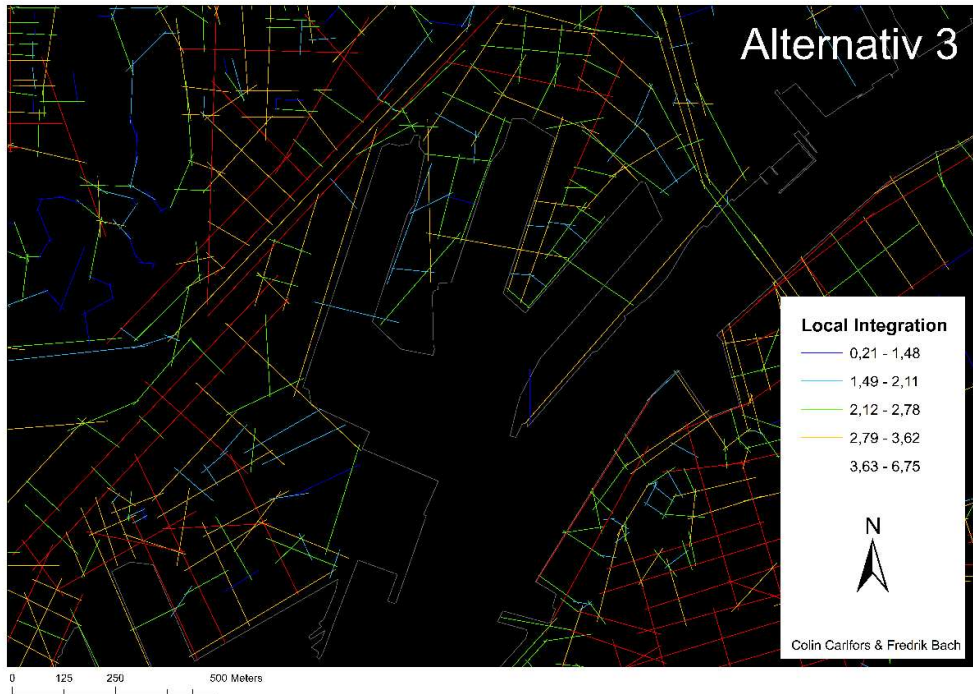 Alternativ 3
Local Integration
0,21 - 1,48
1,49 - 2,11
2,12 - 2,78
2,79 - 3,62
3,63 - 6,75
N
Colin Carlfors & Fredrik Bach
0 125 250 500 Meters